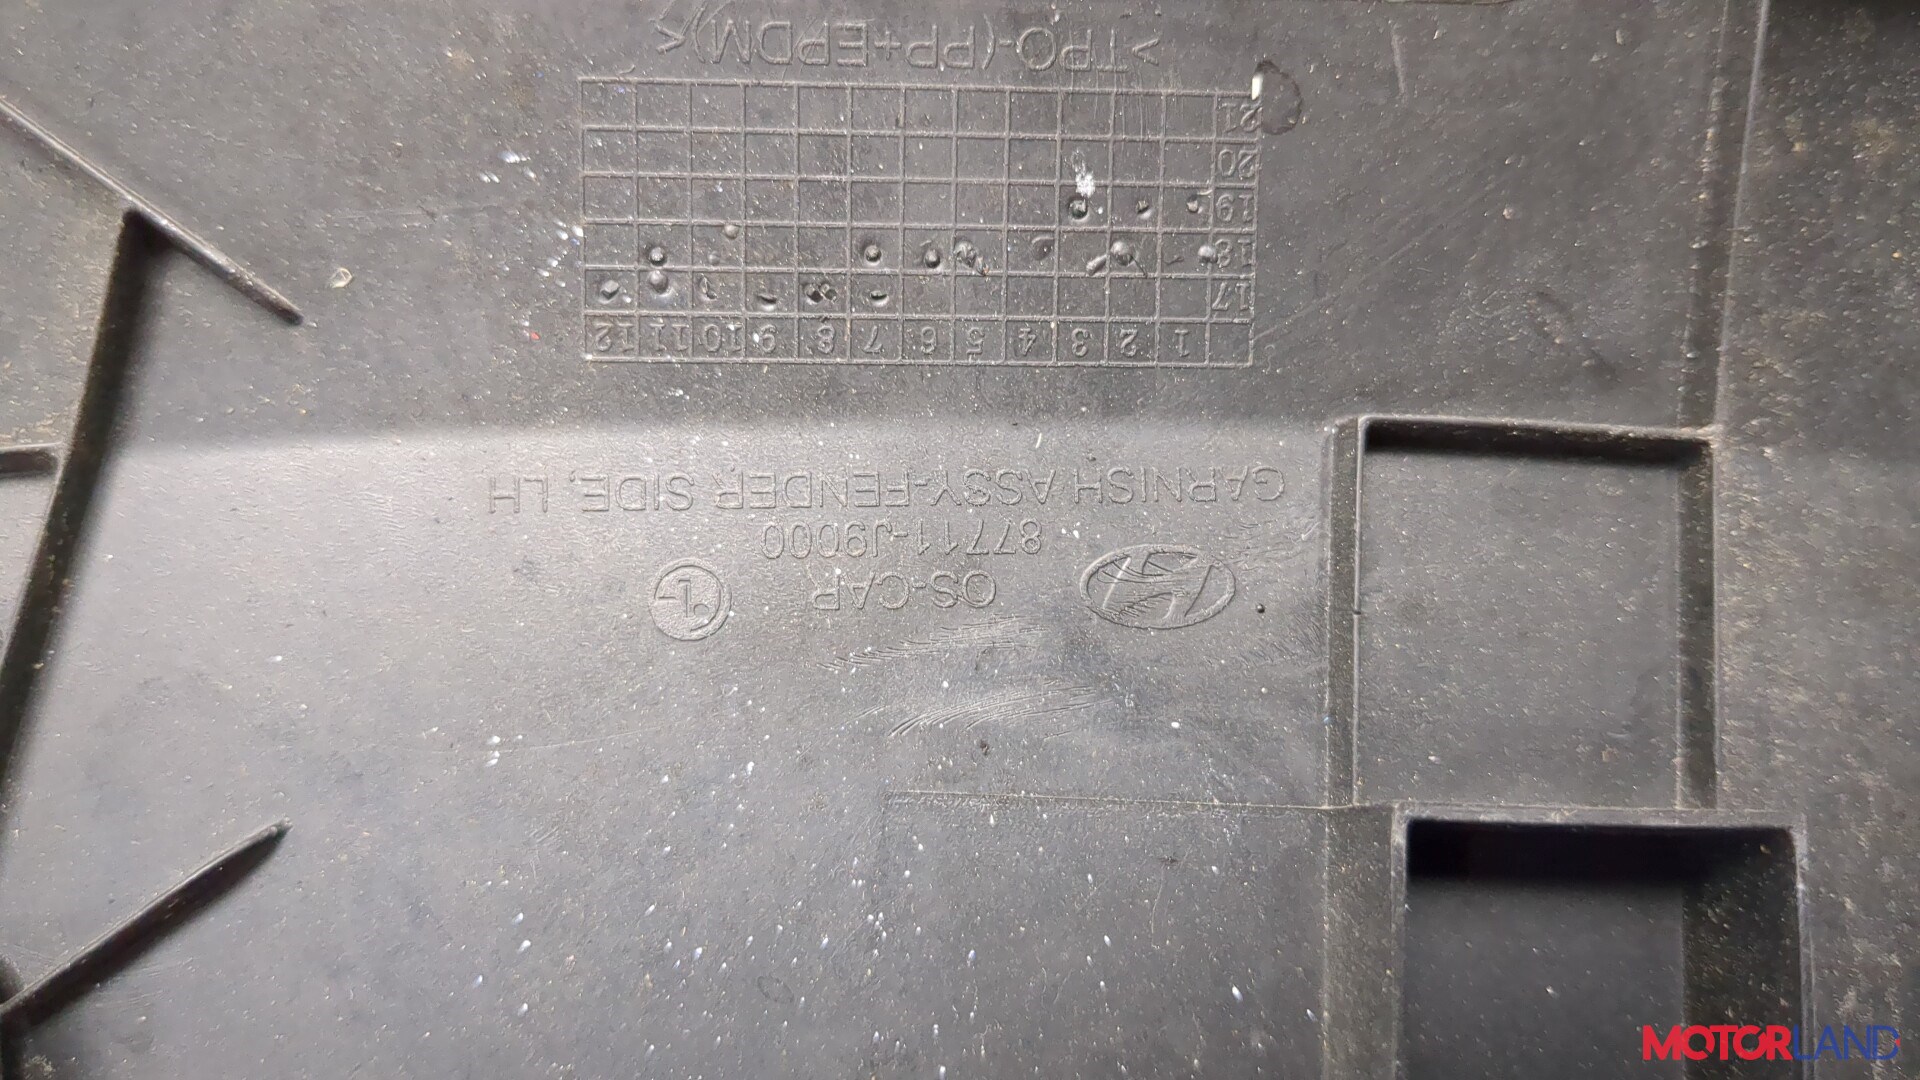 OS-CAR L
87711-J9000
GARNISH ASSY-FENDER SIDE, LH
1 2 3 4 5 6 7 8 9 10 11 12
17
18
19
20
21
>TPO-(PP+EPDM)<
MOTORLAND